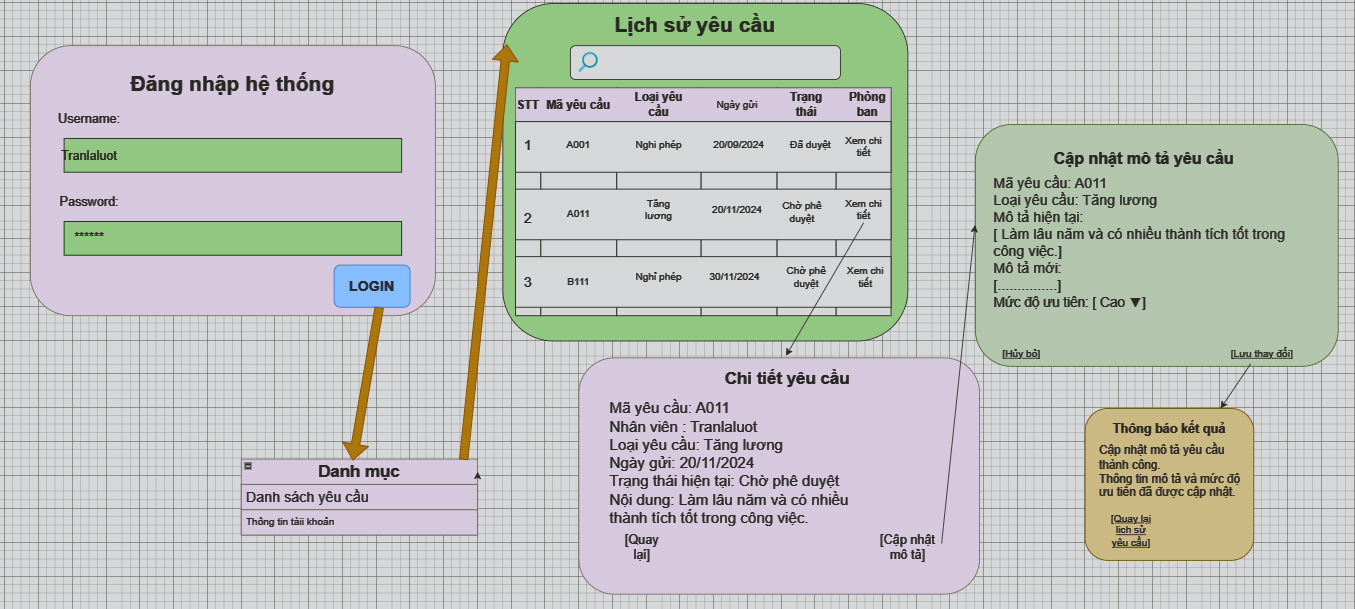 Đăng nhập hệ thống
Username:
Tranlaluot
Password:
******
LOGIN
Danh mục
Danh sách yêu cầu
Thông tin tàii khoản
Lịch sử yêu cầu
STT Mã yêu cầu Loại yêu cầu Ngày gửi Trạng thái Phòng ban
1 A001 Nghi phép 20/09/2024 Đã duyệt Xem chi tiết
2 A011 Tăng lương 20/11/2024 Chờ phê duyệt Xem chi tiết
3 B111 Nghỉ phép 30/11/2024 Chờ phê duyệt Xem chi tiết
Chi tiết yêu cầu
Mã yêu cầu: A011
Nhân viên : Tranlaluot
Loại yêu cầu: Tăng lương
Ngày gửi: 20/11/2024
Trạng thái hiện tại: Chờ phê duyệt
Nội dung: Làm lâu năm và có nhiều
thành tích tốt trong công việc.
[Quay
lại]
[Cập nhật
mô tả]
Cập nhật mô tả yêu cầu
Mã yêu cầu: A011
Loại yêu cầu: Tăng lương
Mô tả hiện tại:
[ Làm lâu năm và có nhiều thành tích tốt trong
công việc.]
Mô tả mới:
[...............]
Mức độ ưu tiên: [ Cao ▼]
[Hủy bỏ]
[Lưu thay đổi]
Thông báo kết quả
Cập nhật mô tả yêu cầu
thành công.
Thông tin mô tả và mức độ
ưu tiên đã được cập nhật.
[Quay lại
lịch sử
yêu cầu]